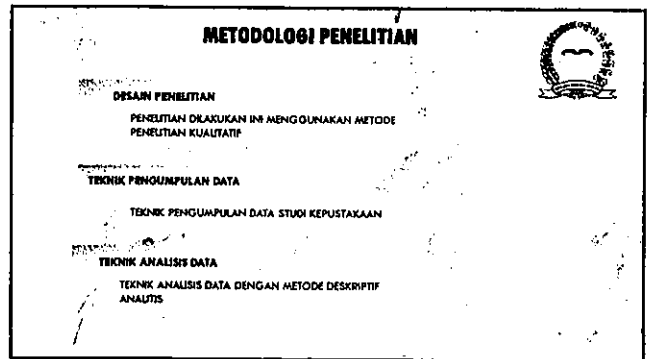 METODOLOGI PENELITIAN
DESAIN PENELITIAN
PENELITIAN DILAKUKAN INI MENGGUNAKAN METODE
PENELITIAN KUALITATIF
TEKNIK PENGUMPULAN DATA
TEKNIK PENGUMPULAN DATA STUDI KEPUSTAKAAN
TEKNIK ANALISIS DATA
TEKNIK ANALISIS DATA DENGAN METODE DESKRIPTIF
ANALITIS